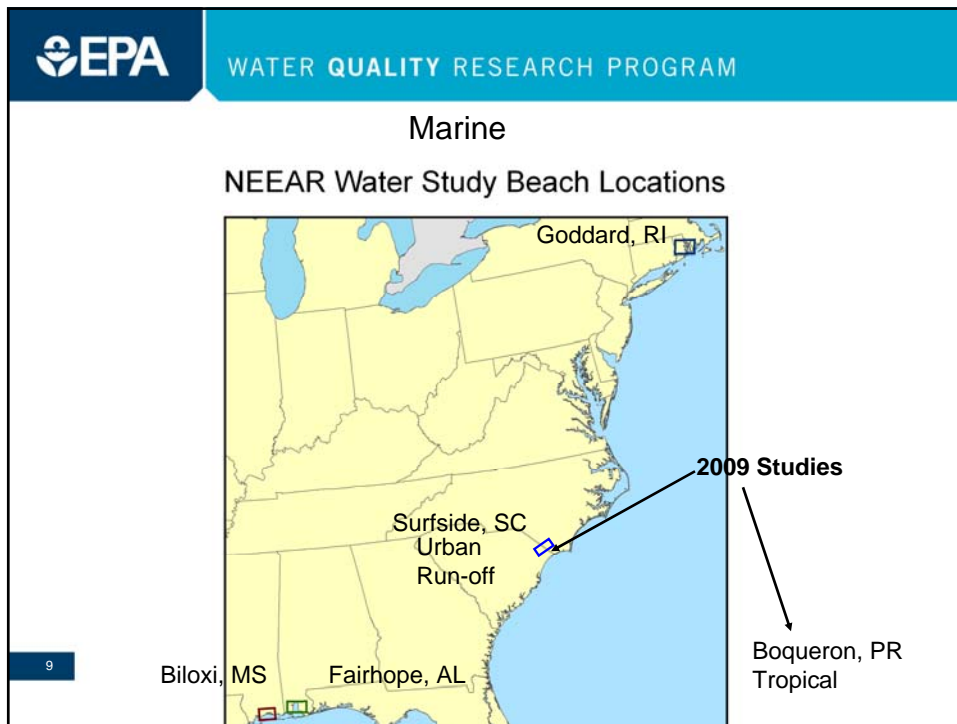 EPA
WATER QUALITY RESEARCH PROGRAM
Marine
NEEAR Water Study Beach Locations
Goddard, RI
2009 Studies
Surfside, SC
Urban
Run-off
Boqueron, PR
Tropical
Biloxi, MS
Fairhope, AL
9